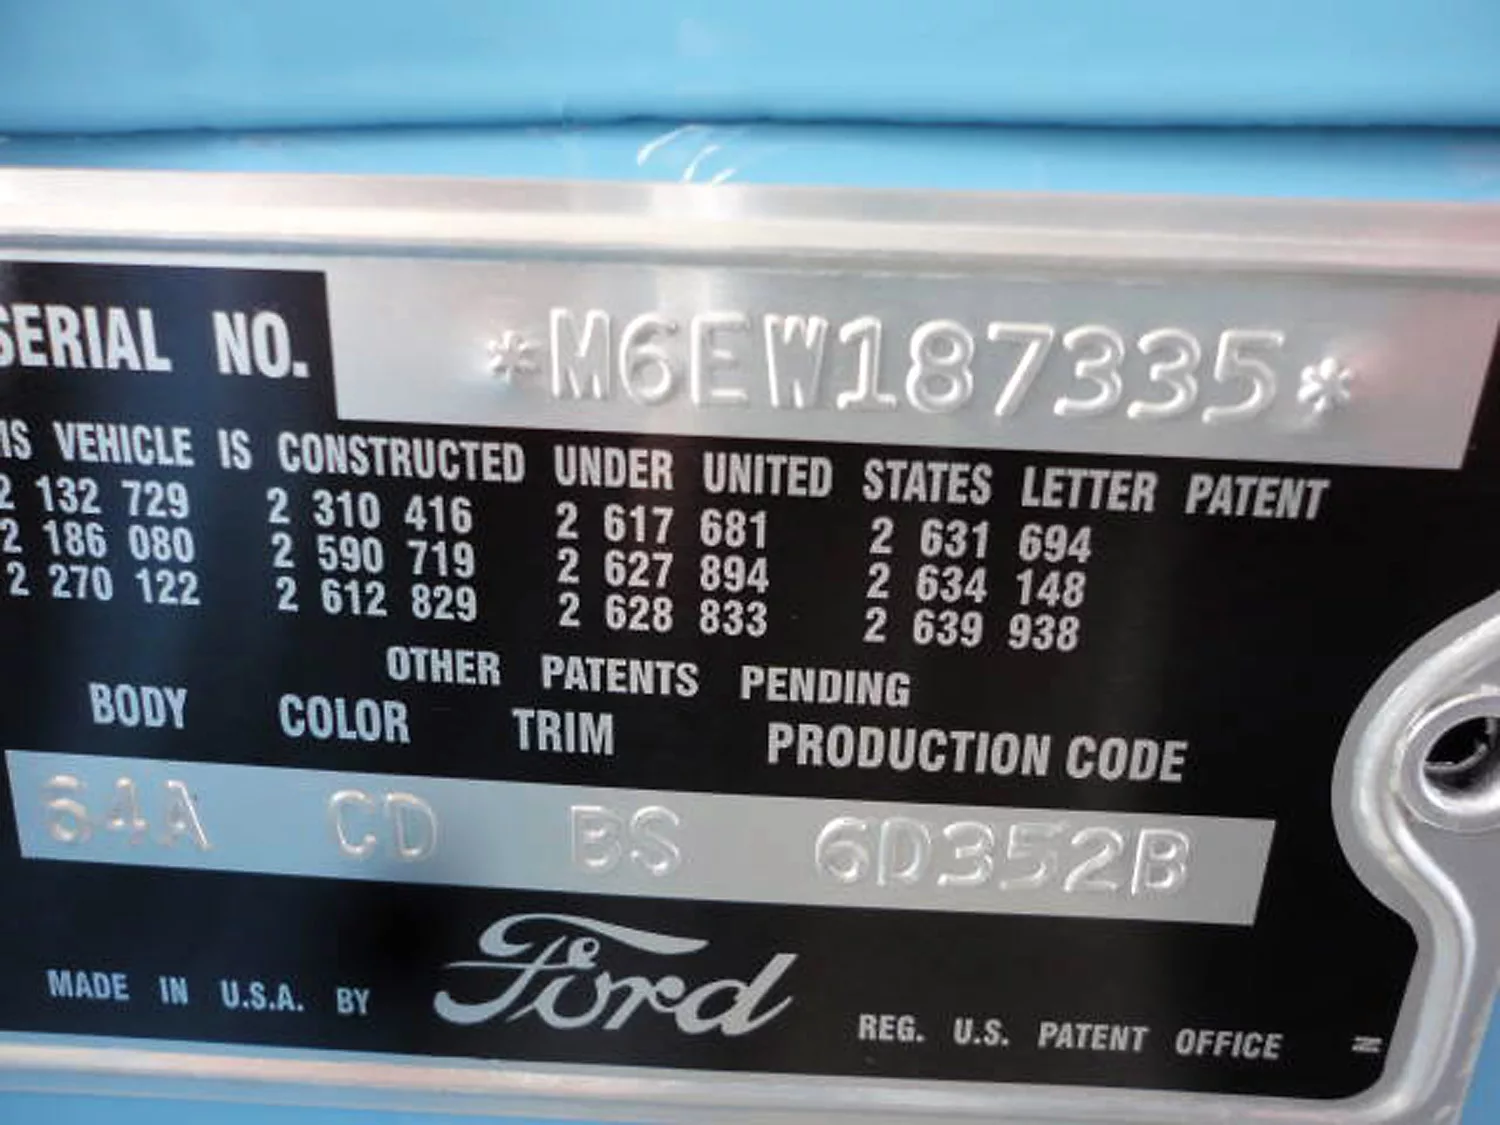 SERIAL NO. *M6EW187335*
IS VEHICLE IS CONSTRUCTED UNDER UNITED STATES LETTER PATENT
2 132 729 2 310 416 2 617 681 2 631 694
2 186 080 2 590 719 2 627 894 2 634 148
2 270 122 2 612 829 2 628 833 2 639 938
OTHER PATENTS PENDING
BODY COLOR TRIM PRODUCTION CODE
64A CD BS 6D352B
MADE IN U.S.A. BY Ford REG. U.S. PATENT OFFICE